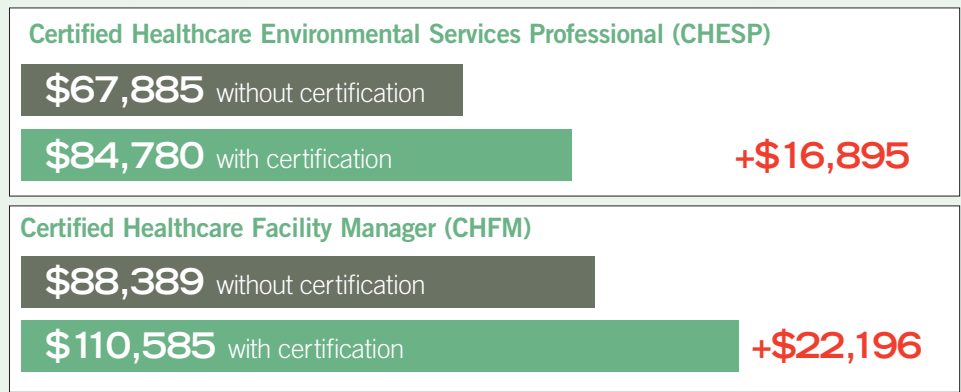 Certified Healthcare Environmental Services Professional (CHESP)
$67,885 without certification
$84,780 with certification +$16,895
Certified Healthcare Facility Manager (CHFM)
$88,389 without certification
$110,585 with certification +$22,196